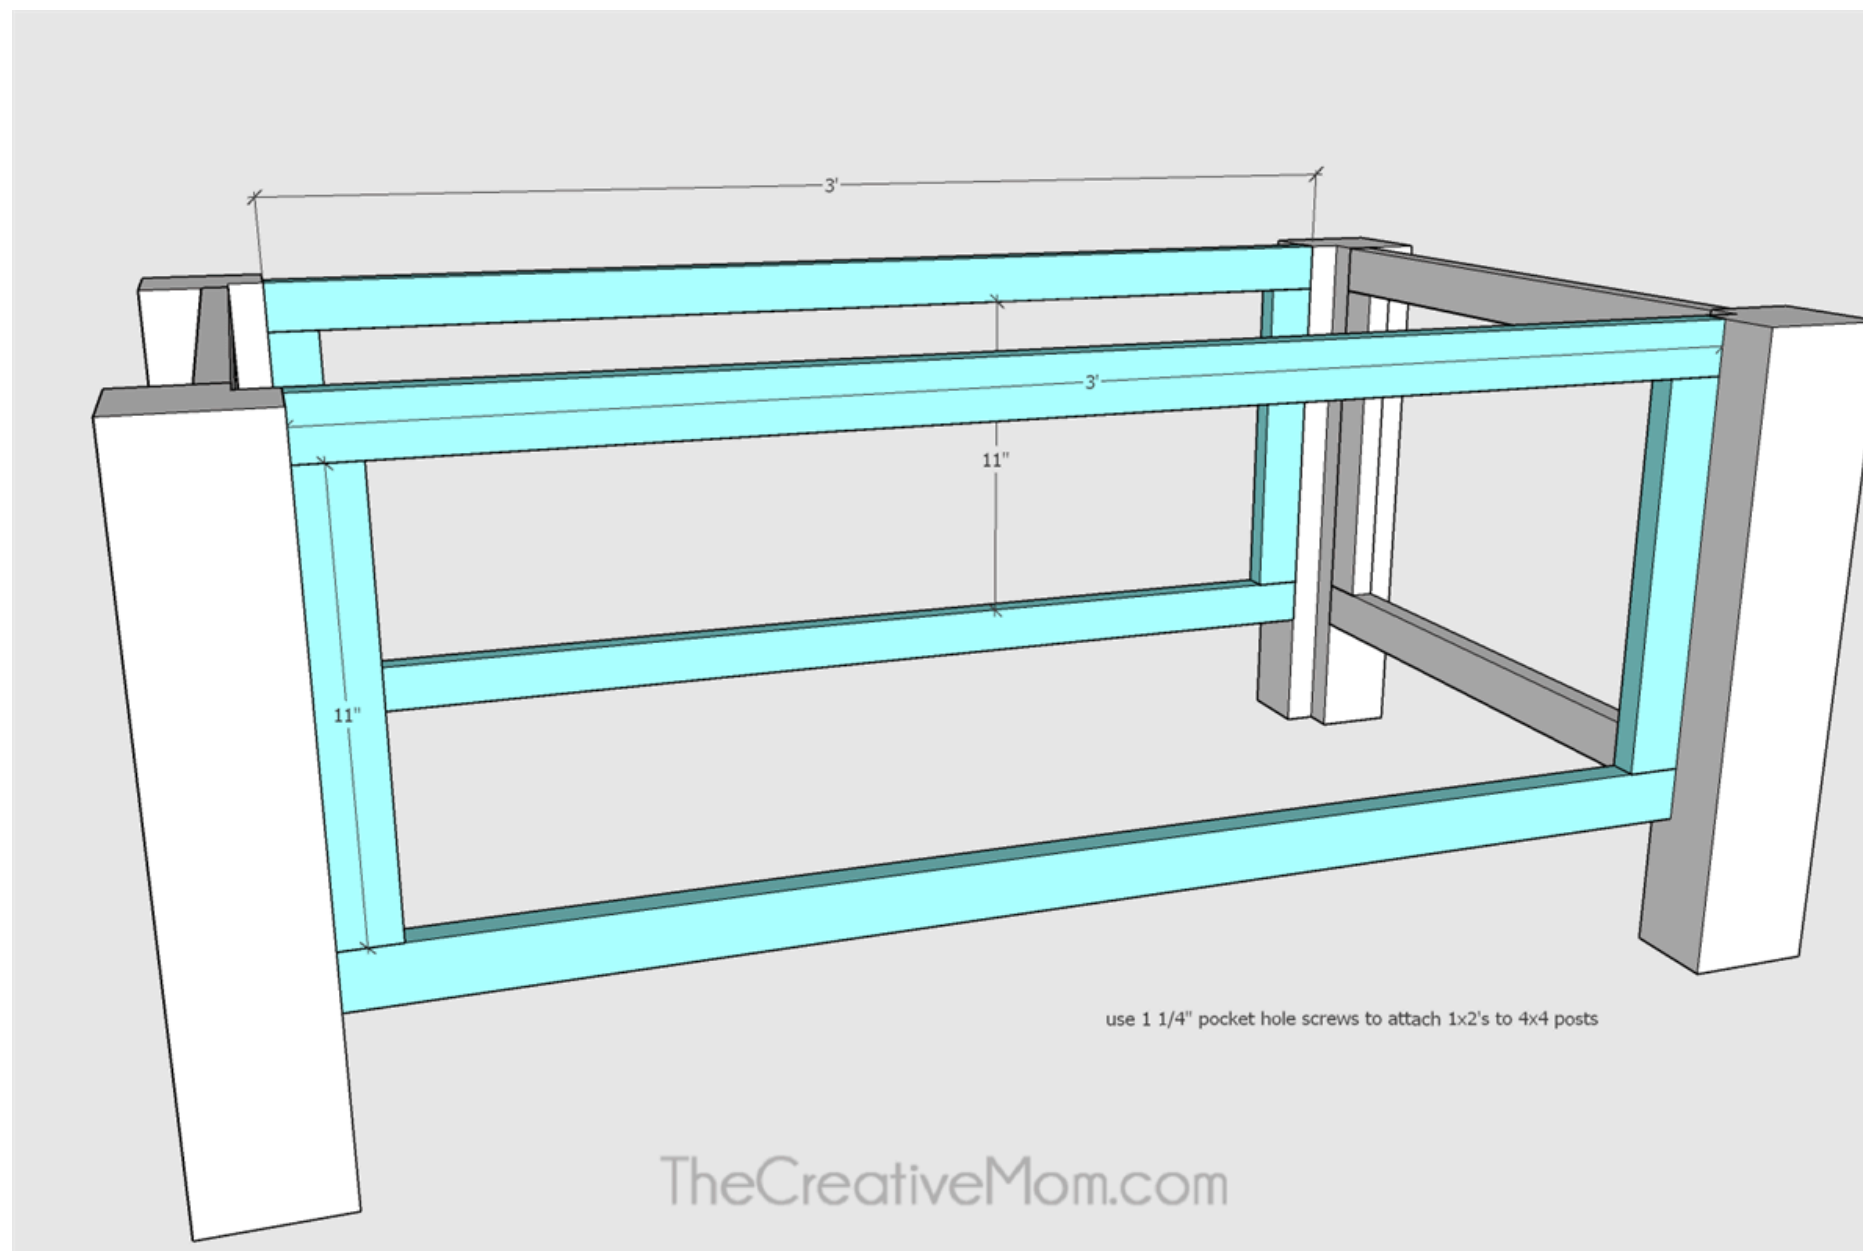 3'
3'
11"
11"
use 1 1/4" pocket hole screws to attach 1x2's to 4x4 posts
TheCreativeMom.com